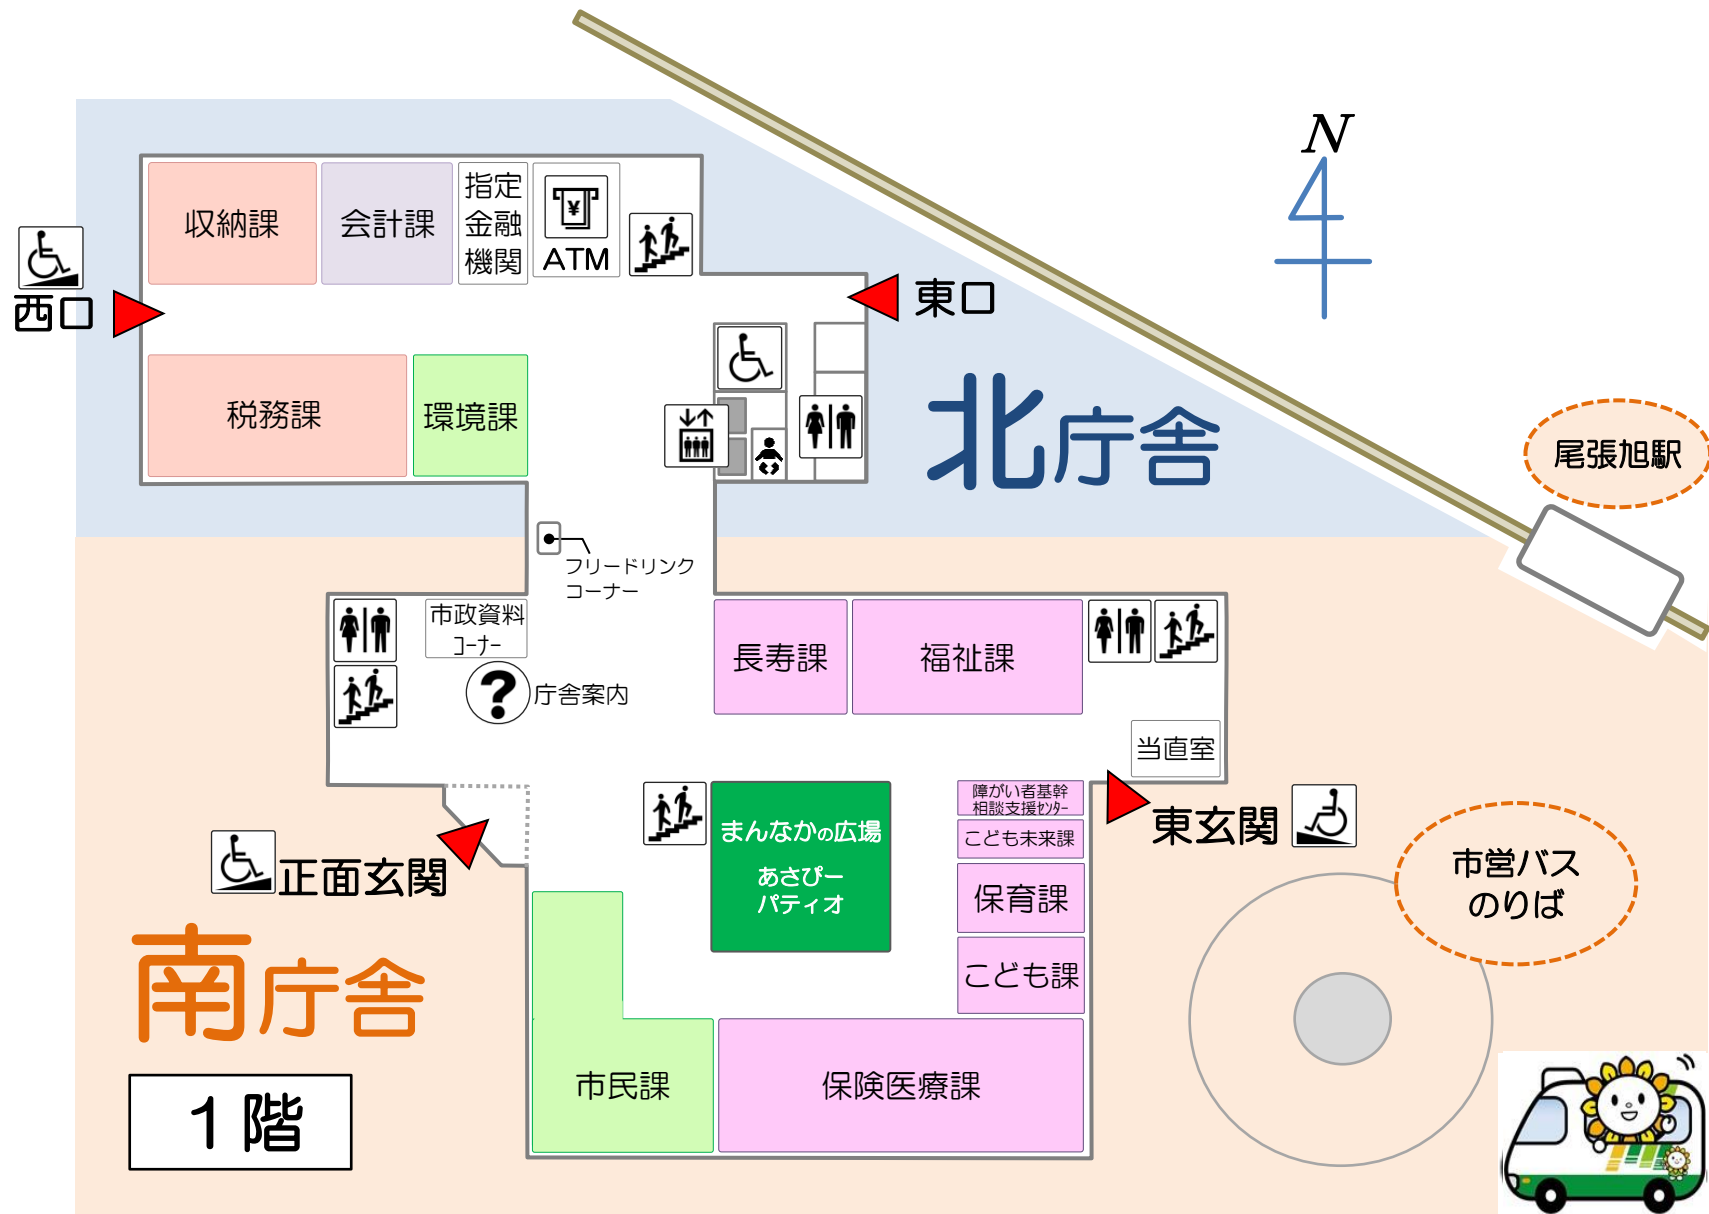 N
収納課
会計課
指定
金融
機関
¥
ATM
西口
東口
税務課
環境課
北庁舎
尾張旭駅
フリードリンク
コーナー
市政資料
コーナー
長寿課
福祉課
?
庁舎案内
当直室
まんなかの広場
あさぴー
パティオ
障がい者基幹
相談支援センター
こども未来課
東玄関
保育課
市営バス
のりば
正面玄関
こども課
南庁舎
市民課
保険医療課
1階